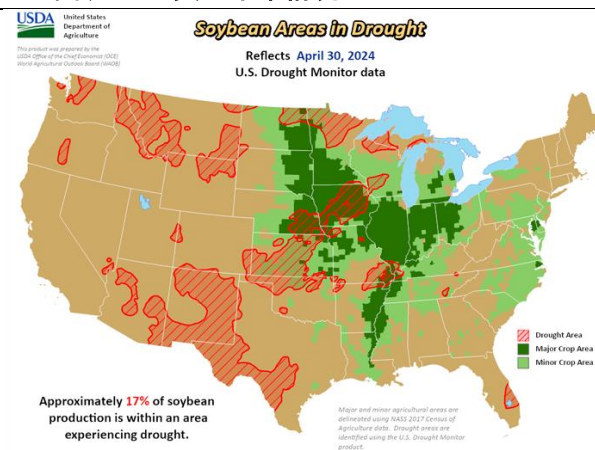 USDA
United States
Department of
Agriculture
This product was prepared by the
USDA Office of the Chief Economist (OCE)
World Agricultural Outlook Board (WAOB)
Soybean Areas in Drought
Reflects April 30, 2024
U.S. Drought Monitor data
Drought Area
Major Crop Area
Minor Crop Area
Approximately 17% of soybean
production is within an area
experiencing drought.
Major and minor agricultural areas are
delineated using NASS 2017 Census of
Agriculture data. Drought areas are
identified using the U.S. Drought Monitor
product.